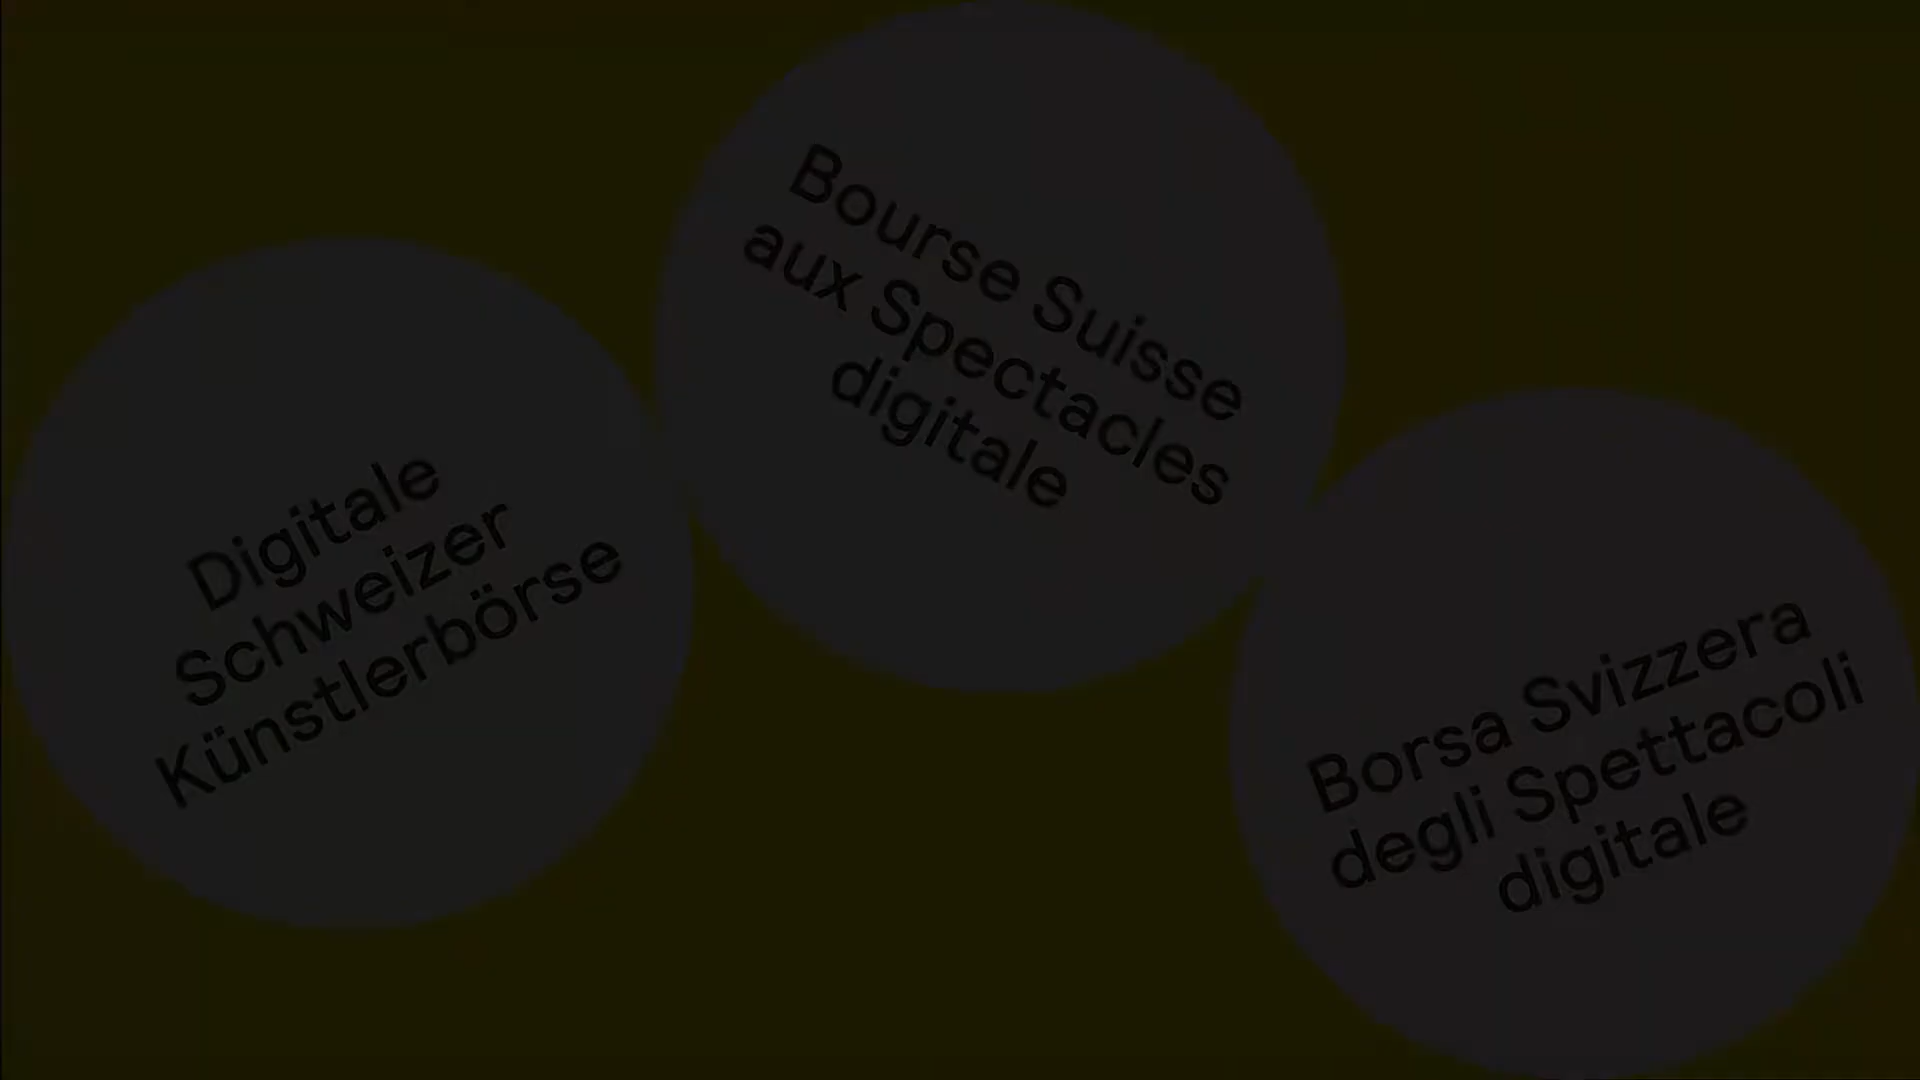 Digitale
Schweizer
Künstlerbörse
Bourse Suisse
aux Spectacles
digitale
Borsa Svizzera
degli Spettacoli
digitale